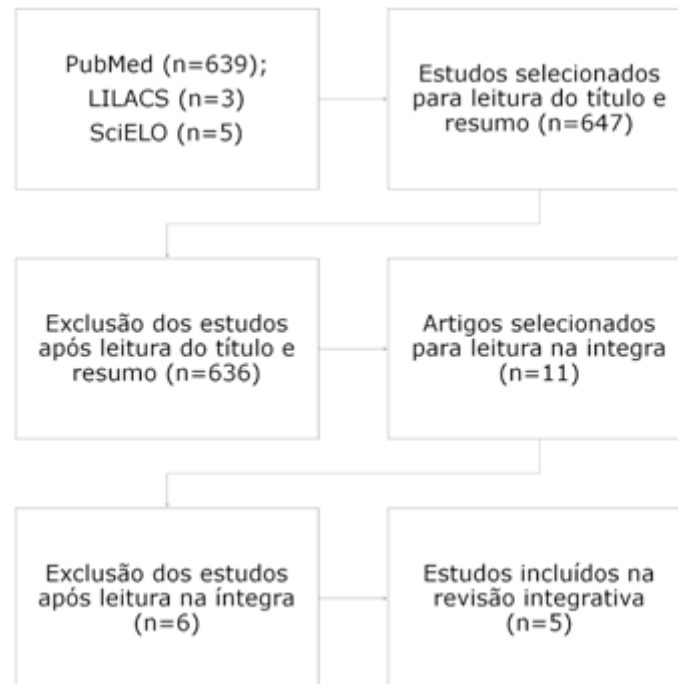 PubMed (n=639);
LILACS (n=3)
SciELO (n=5)
Estudos selecionados
para leitura do título e
resumo (n=647)
Exclusão dos estudos
após leitura do título e
resumo (n=636)
Artigos selecionados
para leitura na integra
(n=11)
Exclusão dos estudos
após leitura na íntegra
(n=6)
Estudos incluídos na
revisão integrativa
(n=5)